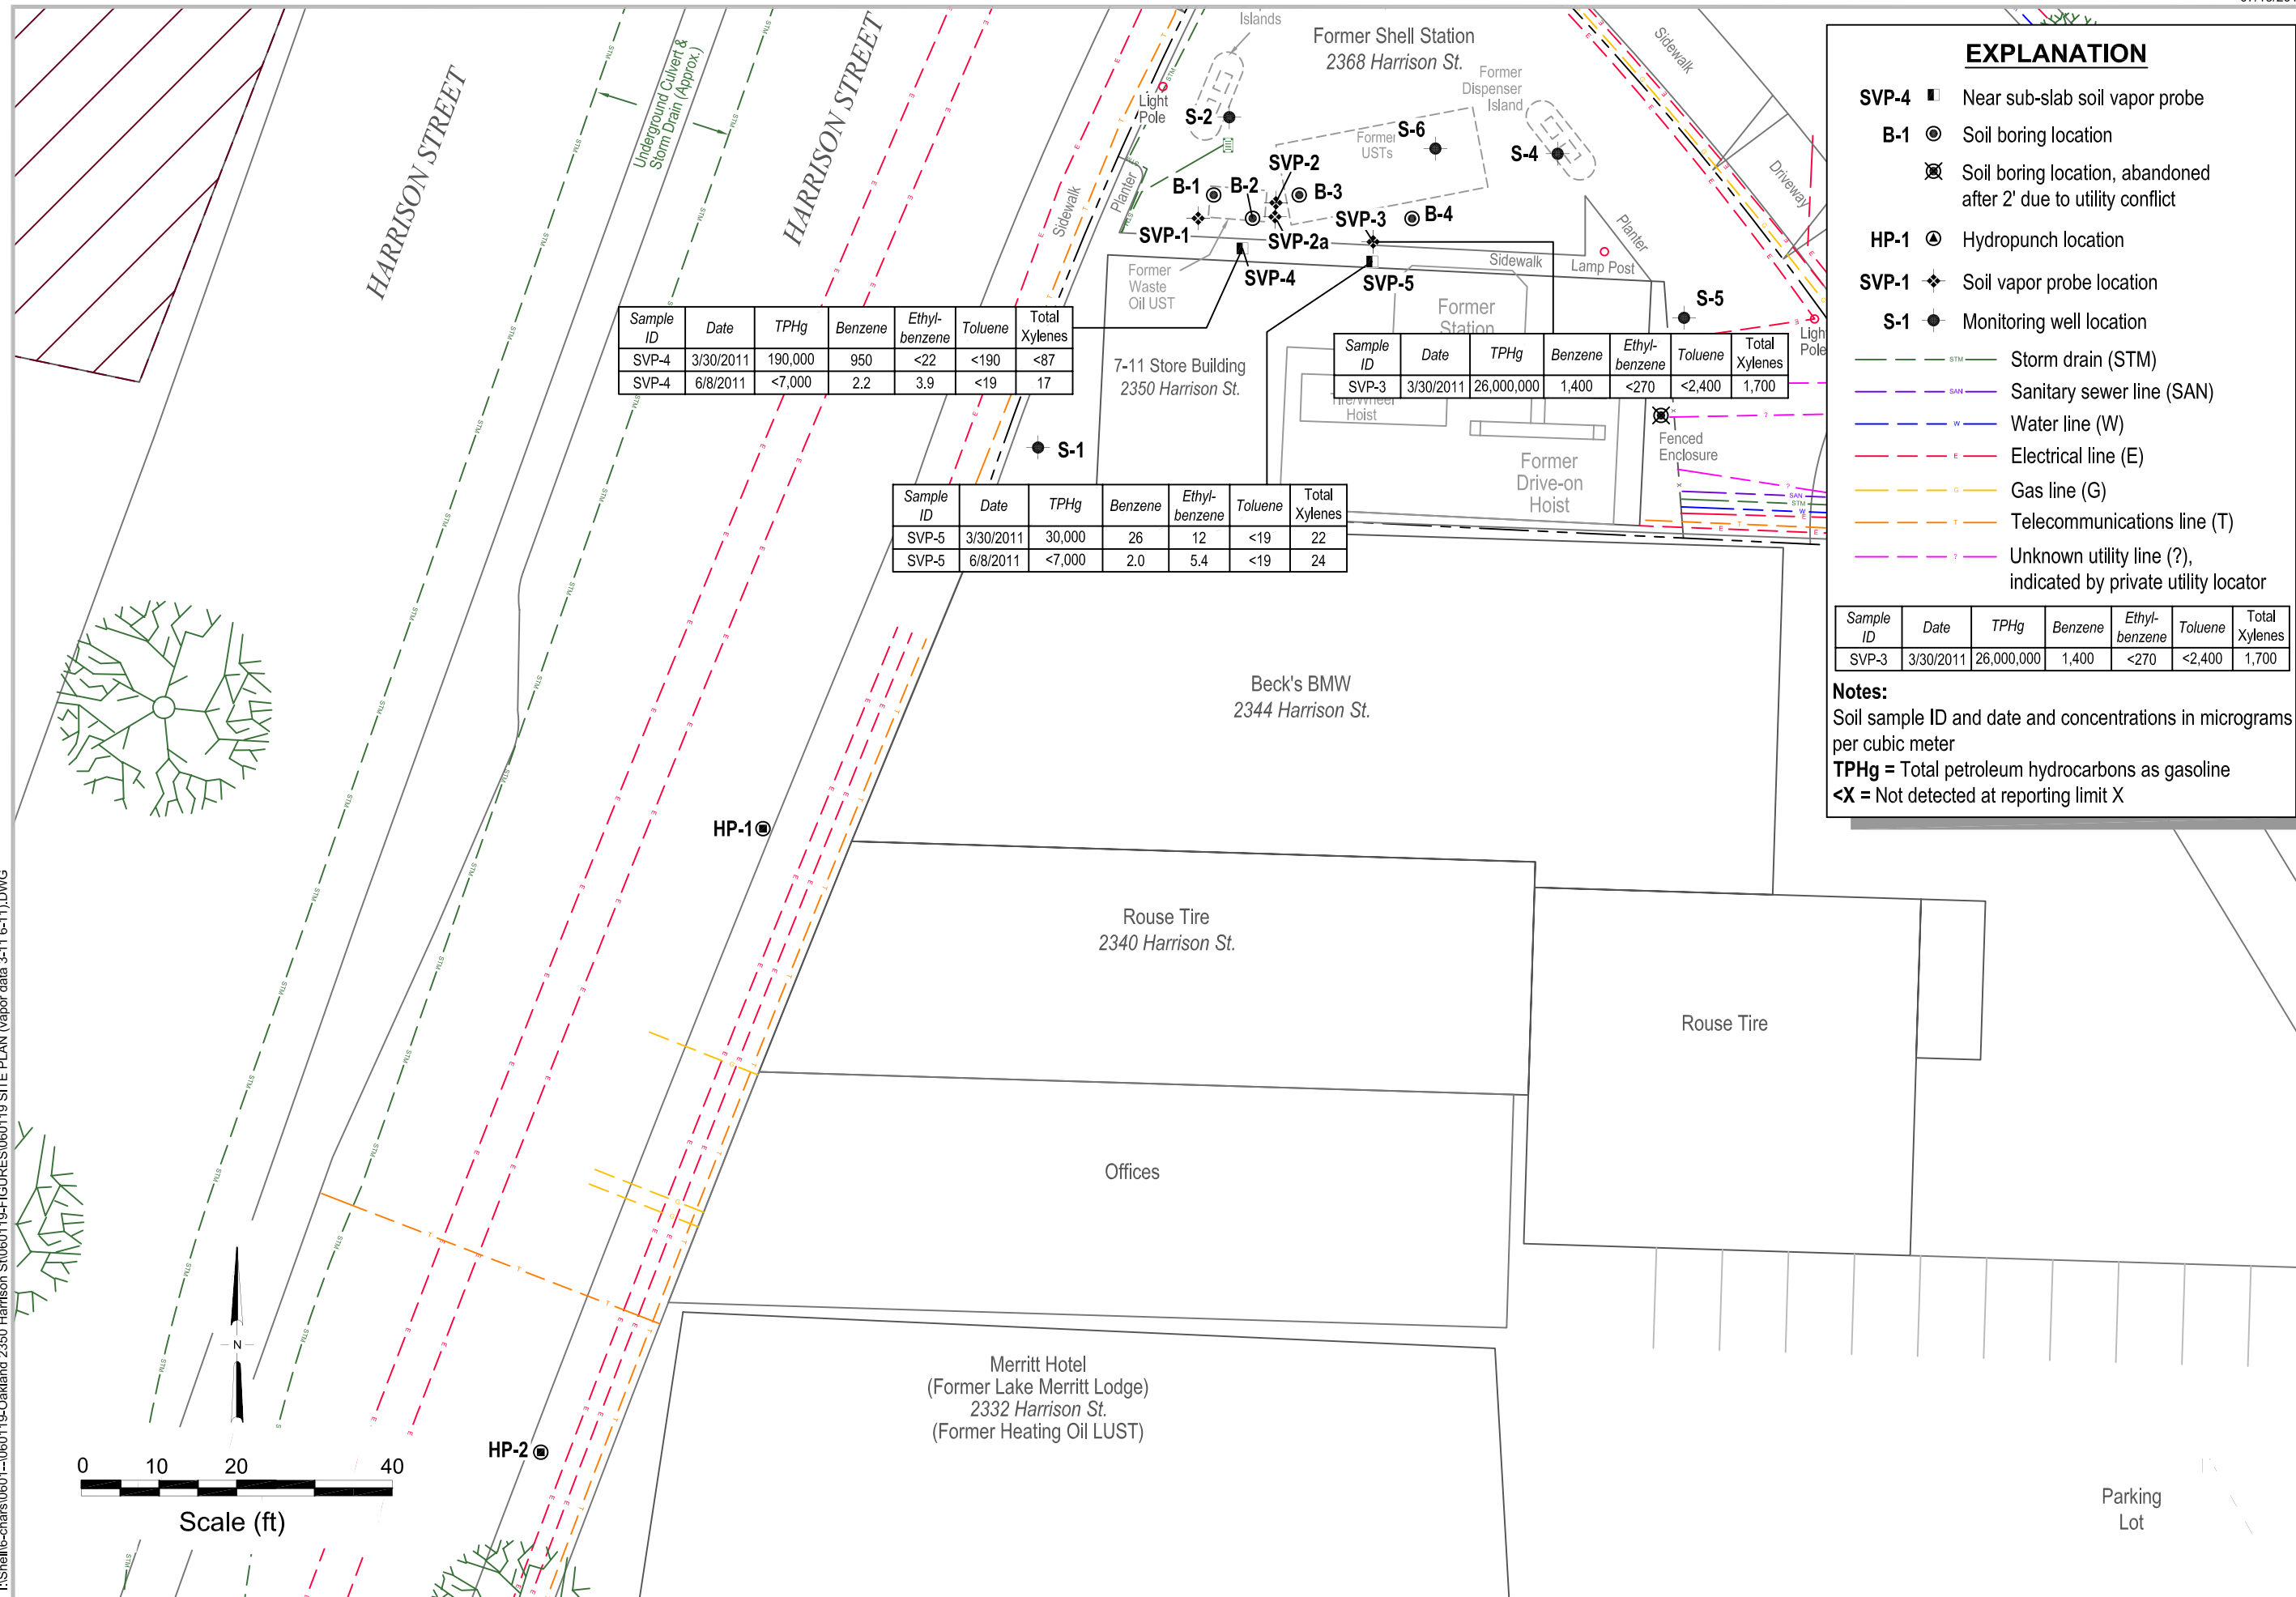 HARRISON STREET
HARRISON STREET
Underground Culvert &
Storm Drain (Approx.)
Islands
Former Shell Station
2368 Harrison St.
Former
Dispenser
Island
Light
Pole
S-2
S-6
Former
USTs
S-4
SVP-2
B-1
B-2
B-3
B-4
SVP-3
SVP-1
SVP-2a
SVP-4
SVP-5
Sidewalk
Planter
Sidewalk
Driveway
Planter
Sidewalk
Lamp Post
Former
Waste
Oil UST
Former
Station
S-5
Light
Pole
7-11 Store Building
2350 Harrison St.
Hoist
Fenced
Enclosure
Former
Drive-on
Hoist
S-1
Sample ID Date TPHg Benzene Ethyl-benzene Toluene Total Xylenes
SVP-4 3/30/2011 190,000 950 <22 <190 <87
SVP-4 6/8/2011 <7,000 2.2 3.9 <19 17
Sample ID Date TPHg Benzene Ethyl-benzene Toluene Total Xylenes
SVP-3 3/30/2011 26,000,000 1,400 <270 <2,400 1,700
Sample ID Date TPHg Benzene Ethyl-benzene Toluene Total Xylenes
SVP-5 3/30/2011 30,000 26 12 <19 22
SVP-5 6/8/2011 <7,000 2.0 5.4 <19 24
Beck's BMW
2344 Harrison St.
HP-1
Rouse Tire
2340 Harrison St.
Rouse Tire
Offices
Merritt Hotel
(Former Lake Merritt Lodge)
2332 Harrison St.
(Former Heating Oil LUST)
HP-2
Parking
Lot
N
0 10 20 40
Scale (ft)
EXPLANATION
SVP-4 Near sub-slab soil vapor probe
B-1 Soil boring location
Soil boring location, abandoned
after 2' due to utility conflict
HP-1 Hydropunch location
SVP-1 Soil vapor probe location
S-1 Monitoring well location
STM Storm drain (STM)
SAN Sanitary sewer line (SAN)
W Water line (W)
E Electrical line (E)
G Gas line (G)
T Telecommunications line (T)
? Unknown utility line (?),
indicated by private utility locator
Sample ID Date TPHg Benzene Ethyl-benzene Toluene Total Xylenes
SVP-3 3/30/2011 26,000,000 1,400 <270 <2,400 1,700
Notes:
Soil sample ID and date and concentrations in micrograms
per cubic meter
TPHg = Total petroleum hydrocarbons as gasoline
<X = Not detected at reporting limit X